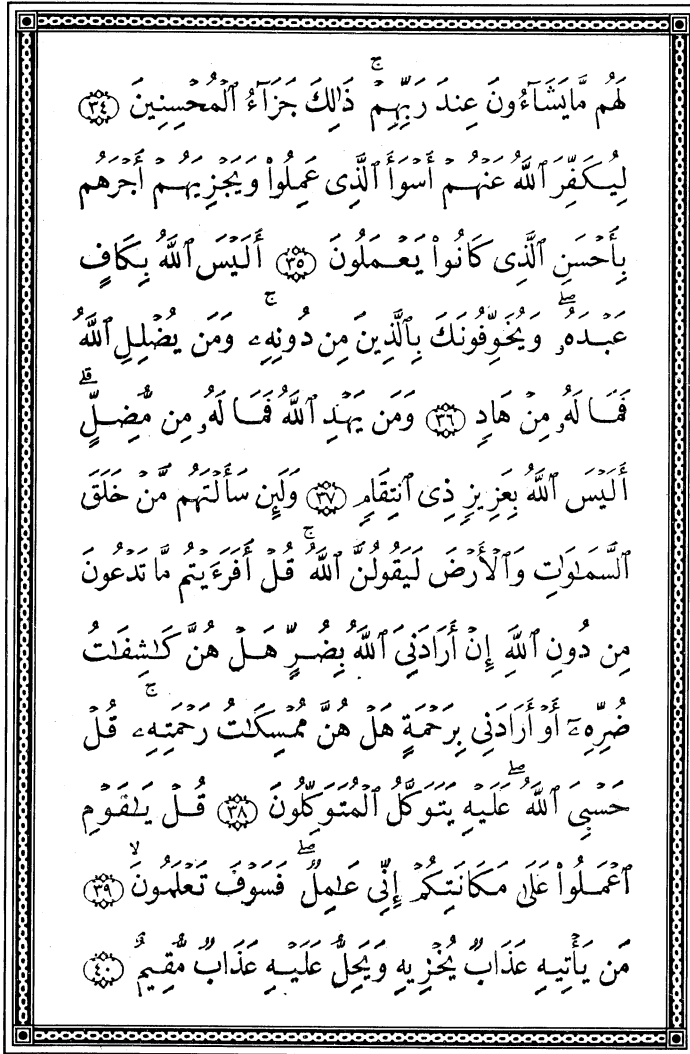 لَهُم مَّا يَشَآءُونَ عِندَ رَبِّهِمْ ۚ ذَٰلِكَ جَزَآءُ ٱلْمُحْسِنِينَ ﴿٣٤﴾
لِيُكَفِّرَ ٱللَّهُ عَنْهُمْ أَسْوَأَ ٱلَّذِى عَمِلُوا۟ وَيَجْزِيَهُمْ أَجْرَهُم
بِأَحْسَنِ ٱلَّذِى كَانُوا۟ يَعْمَلُونَ ﴿٣٥﴾ أَلَيْسَ ٱللَّهُ بِكَافٍ
عَبْدَهُۥ ۖ وَيُخَوِّفُونَكَ بِٱلَّذِينَ مِن دُونِهِۦ ۚ وَمَن يُضْلِلِ ٱللَّهُ
فَمَا لَهُۥ مِنْ هَادٍ ﴿٣٦﴾ وَمَن يَهْدِ ٱللَّهُ فَمَا لَهُۥ مِن مُّضِلٍّ ۗ
أَلَيْسَ ٱللَّهُ بِعَزِيزٍ ذِى ٱنتِقَامٍ ﴿٣٧﴾ وَلَئِن سَأَلْتَهُم مَّنْ خَلَقَ
ٱلسَّمَٰوَٰتِ وَٱلْأَرْضَ لَيَقُولُنَّ ٱللَّهُ ۚ قُلْ أَفَرَءَيْتُم مَّا تَدْعُونَ
مِن دُونِ ٱللَّهِ إِنْ أَرَادَنِىَ ٱللَّهُ بِضُرٍّ هَلْ هُنَّ كَٰشِفَٰتُ
ضُرِّهِۦٓ أَوْ أَرَادَنِى بِرَحْمَةٍ هَلْ هُنَّ مُمْسِكَٰتُ رَحْمَتِهِۦ ۚ قُلْ
حَسْبِىَ ٱللَّهُ ۖ عَلَيْهِ يَتَوَكَّلُ ٱلْمُتَوَكِّلُونَ ﴿٣٨﴾ قُلْ يَٰقَوْمِ
ٱعْمَلُوا۟ عَلَىٰ مَكَانَتِكُمْ إِنِّى عَٰمِلٌ ۖ فَسَوْفَ تَعْلَمُونَ ۙ ﴿٣٩﴾
مَن يَأْتِيهِ عَذَابٌ يُخْزِيهِ وَيَحِلُّ عَلَيْهِ عَذَابٌ مُّقِيمٌ ﴿٤٠﴾